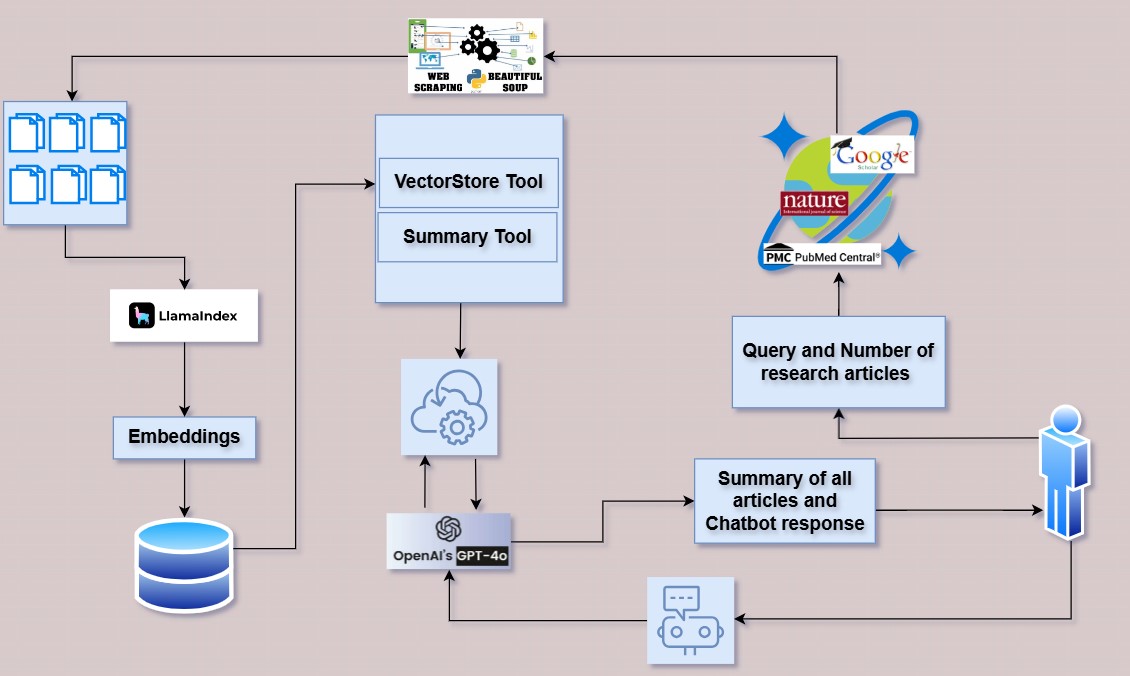 WEB
SCRAPING
BEAUTIFUL
SOUP
VectorStore Tool
Summary Tool
Google
Scholar
nature
International journal of science
PMC PubMed Central®
LlamaIndex
Query and Number of
research articles
Embeddings
Summary of all
articles and
Chatbot response
OpenAI's GPT-4o